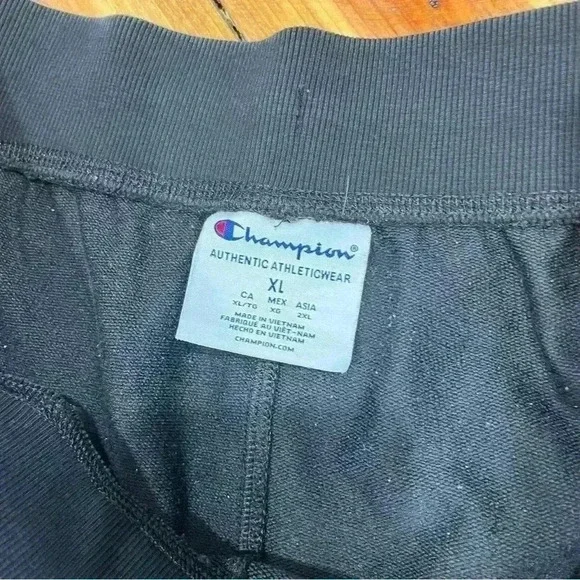 Champion®
AUTHENTIC ATHLETICWEAR
XL
CA MEX ASIA
XL/TG XG 2XL
MADE IN VIETNAM
FABRIQUÉ AU VIÊT-NAM
HECHO EN VIETNAM
CHAMPION.COM